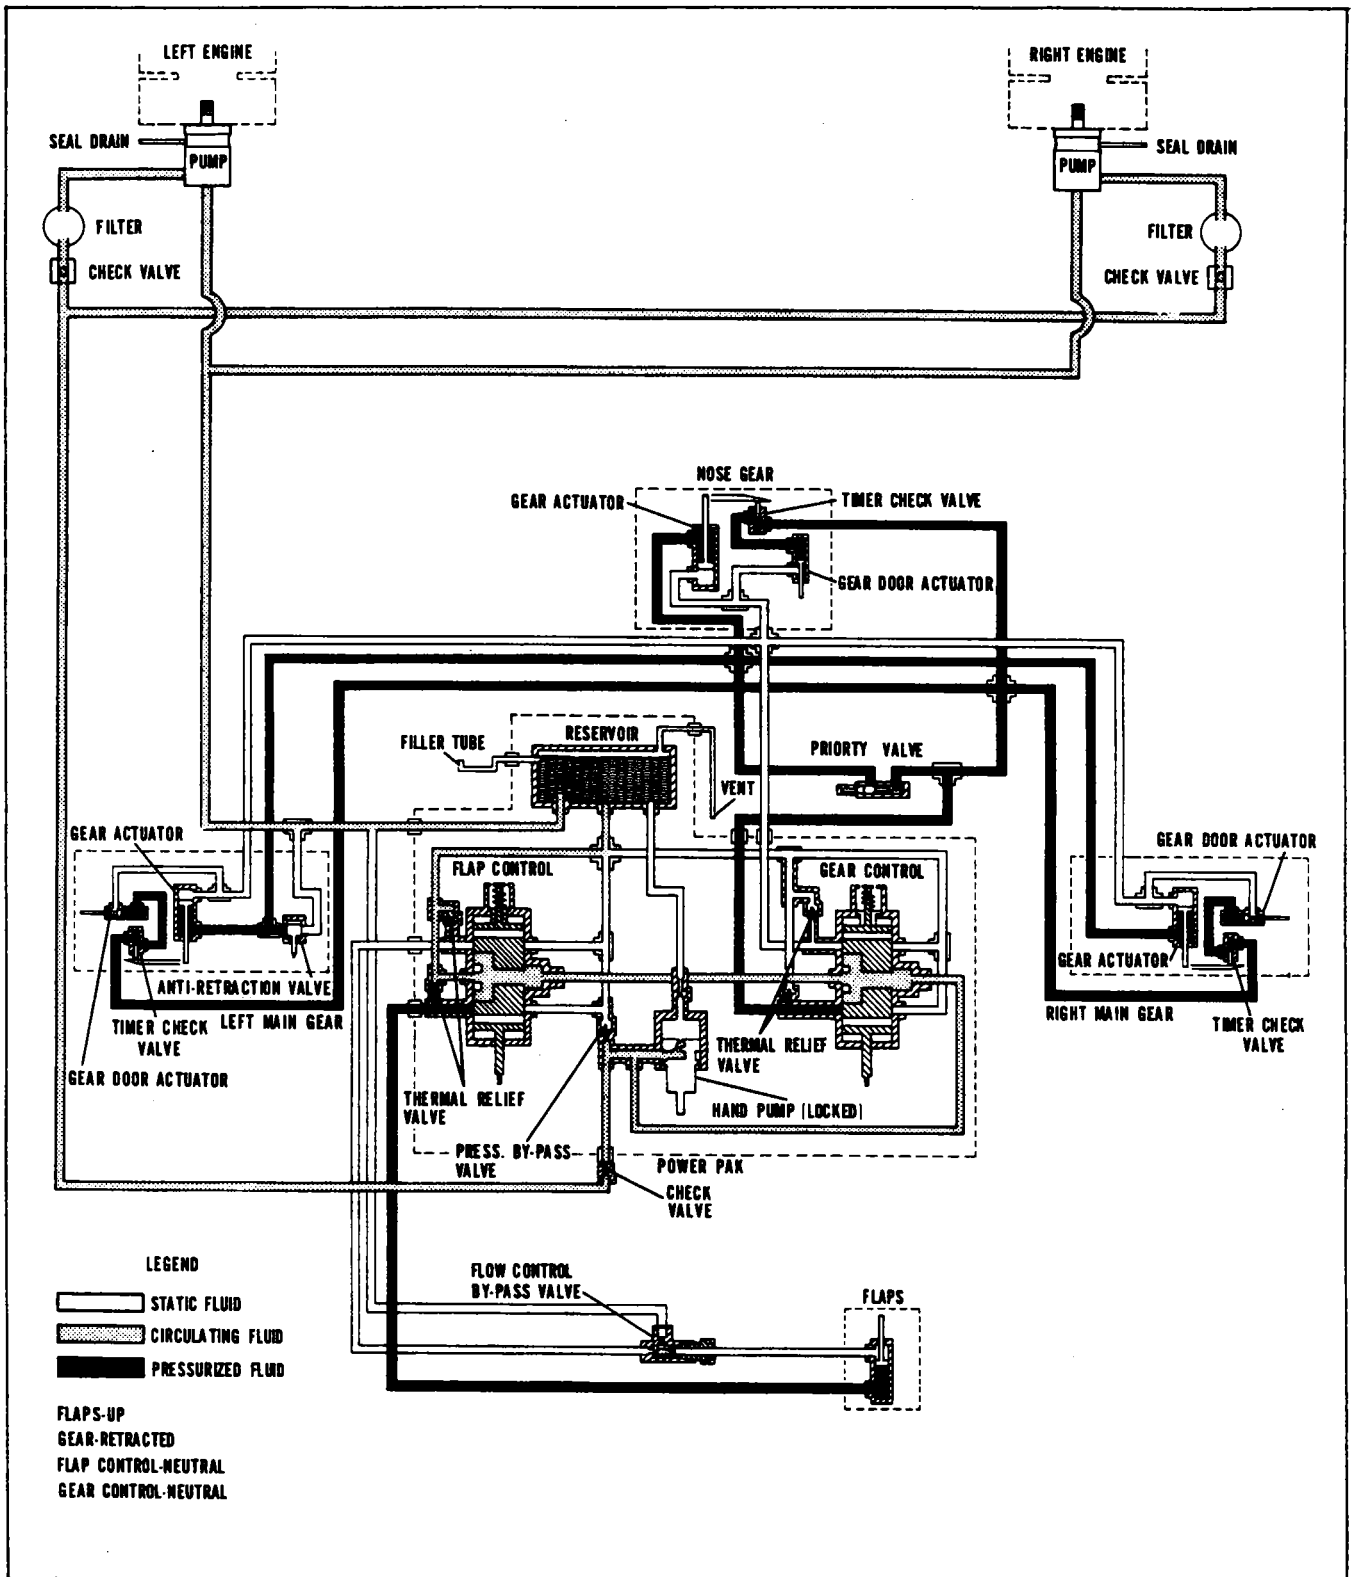 LEFT ENGINE
RIGHT ENGINE
SEAL DRAIN
PUMP
PUMP
SEAL DRAIN
FILTER
FILTER
CHECK VALVE
CHECK VALVE
NOSE GEAR
GEAR ACTUATOR
TIMER CHECK VALVE
GEAR DOOR ACTUATOR
RESERVOIR
FILLER TUBE
PRIORTY VALVE
VENT
GEAR ACTUATOR
GEAR DOOR ACTUATOR
FLAP CONTROL
GEAR CONTROL
GEAR ACTUATOR
ANTI-RETRACTION VALVE
LEFT MAIN GEAR
RIGHT MAIN GEAR
TIMER CHECK
VALVE
TIMER CHECK
VALVE
THERMAL RELIEF
VALVE
GEAR DOOR ACTUATOR
THERMAL RELIEF
VALVE
HAND PUMP (LOCKED)
PRESS. BY-PASS
VALVE
POWER PAK
CHECK
VALVE
LEGEND
FLOW CONTROL
BY-PASS VALVE
FLAPS
STATIC FLUID
CIRCULATING FLUID
PRESSURIZED FLUID
FLAPS-UP
GEAR-RETRACTED
FLAP CONTROL-NEUTRAL
GEAR CONTROL-NEUTRAL